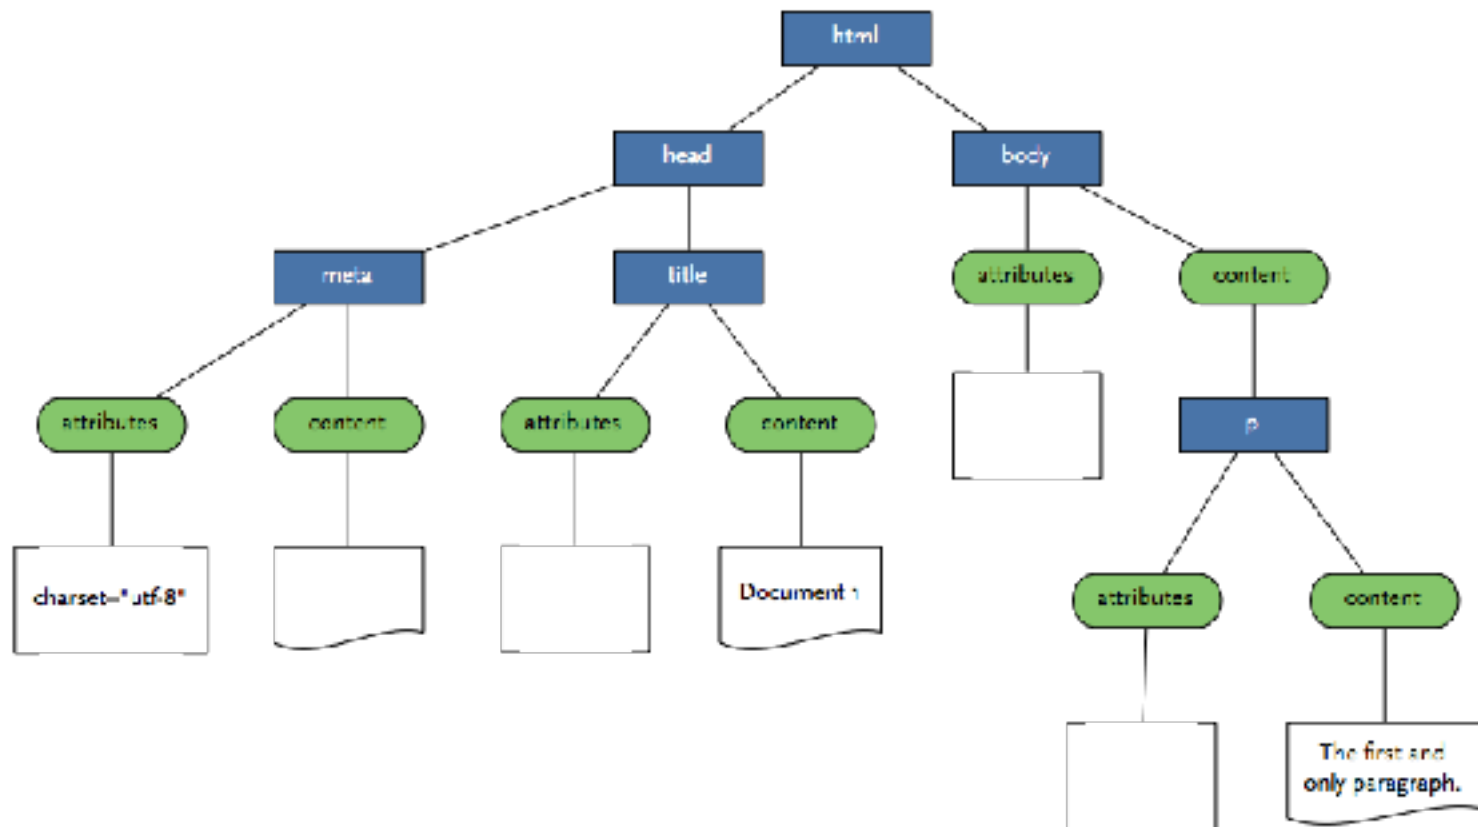 html
head
body
meta
title
attributes
content
attributes
content
attributes
content
p
charset="utf-8"
Document 1
attributes
content
The first and
only paragraph.